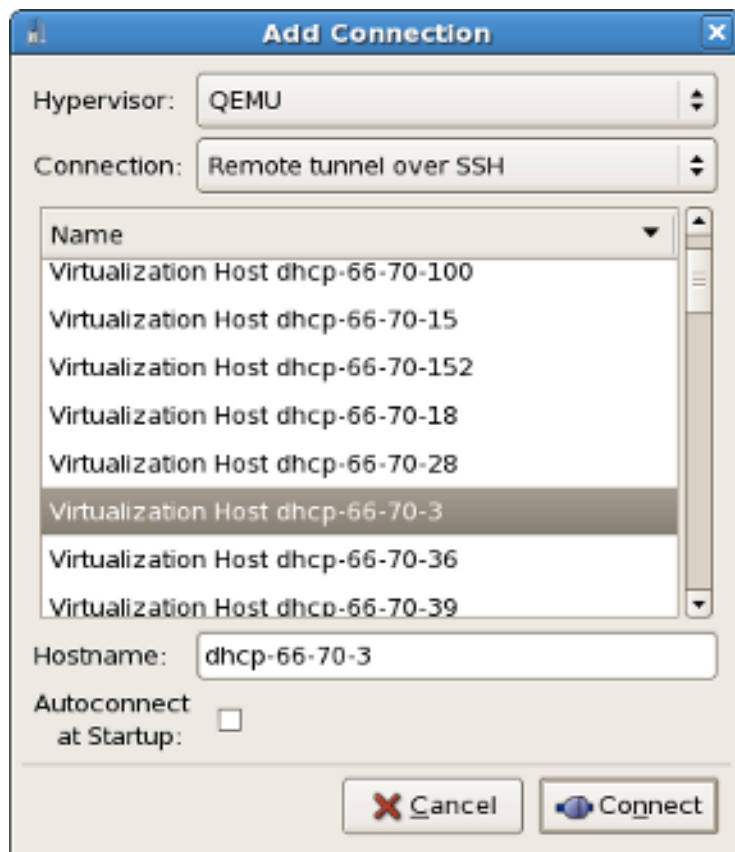 Add Connection
Hypervisor: QEMU
Connection: Remote tunnel over SSH
Name
Virtualization Host dhcp-66-70-100
Virtualization Host dhcp-66-70-15
Virtualization Host dhcp-66-70-152
Virtualization Host dhcp-66-70-18
Virtualization Host dhcp-66-70-28
Virtualization Host dhcp-66-70-3
Virtualization Host dhcp-66-70-36
Virtualization Host dhcp-66-70-39
Hostname: dhcp-66-70-3
Autoconnect
at Startup:
Cancel Connect